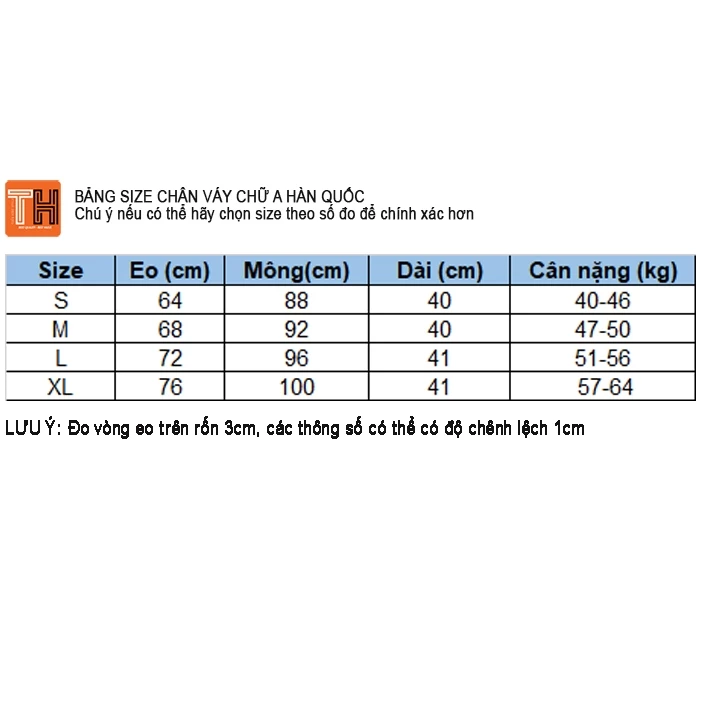 TH
BẢNG SIZE CHÂN VÁY CHỮ A HÀN QUỐC
Chú ý nếu có thể hãy chọn size theo số đo để chính xác hơn
Size Eo (cm) Mông(cm) Dài (cm) Cân nặng (kg)
S 64 88 40 40-46
M 68 92 40 47-50
L 72 96 41 51-56
XL 76 100 41 57-64
LƯU Ý: Đo vòng eo trên rốn 3cm, các thông số có thể có độ chênh lệch 1cm